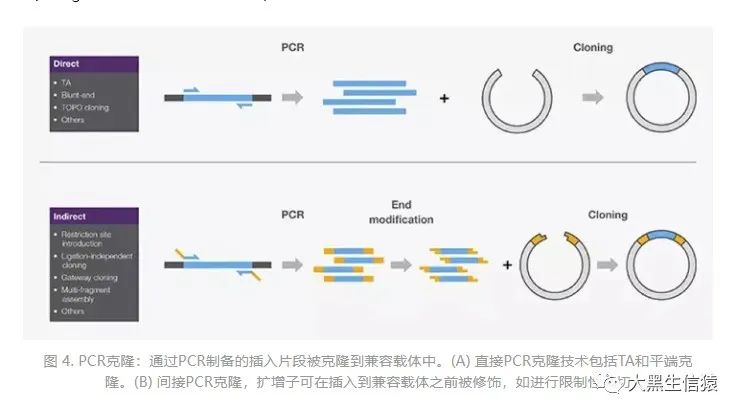 PCR
Cloning
Direct
TA
Blunt-end
TOPO cloning
Others
+
PCR
End
modification
Cloning
Indirect
Restriction site
introduction
Ligation-independent
cloning
Gateway cloning
Multi-fragment
assembly
Others
+
图 4. PCR克隆：通过PCR制备的插入片段被克隆到兼容载体中。(A) 直接PCR克隆技术包括TA和平端克
隆。(B) 间接PCR克隆，扩增子可在插入到兼容载体之前被修饰，如进行限制性
大黑生信猿